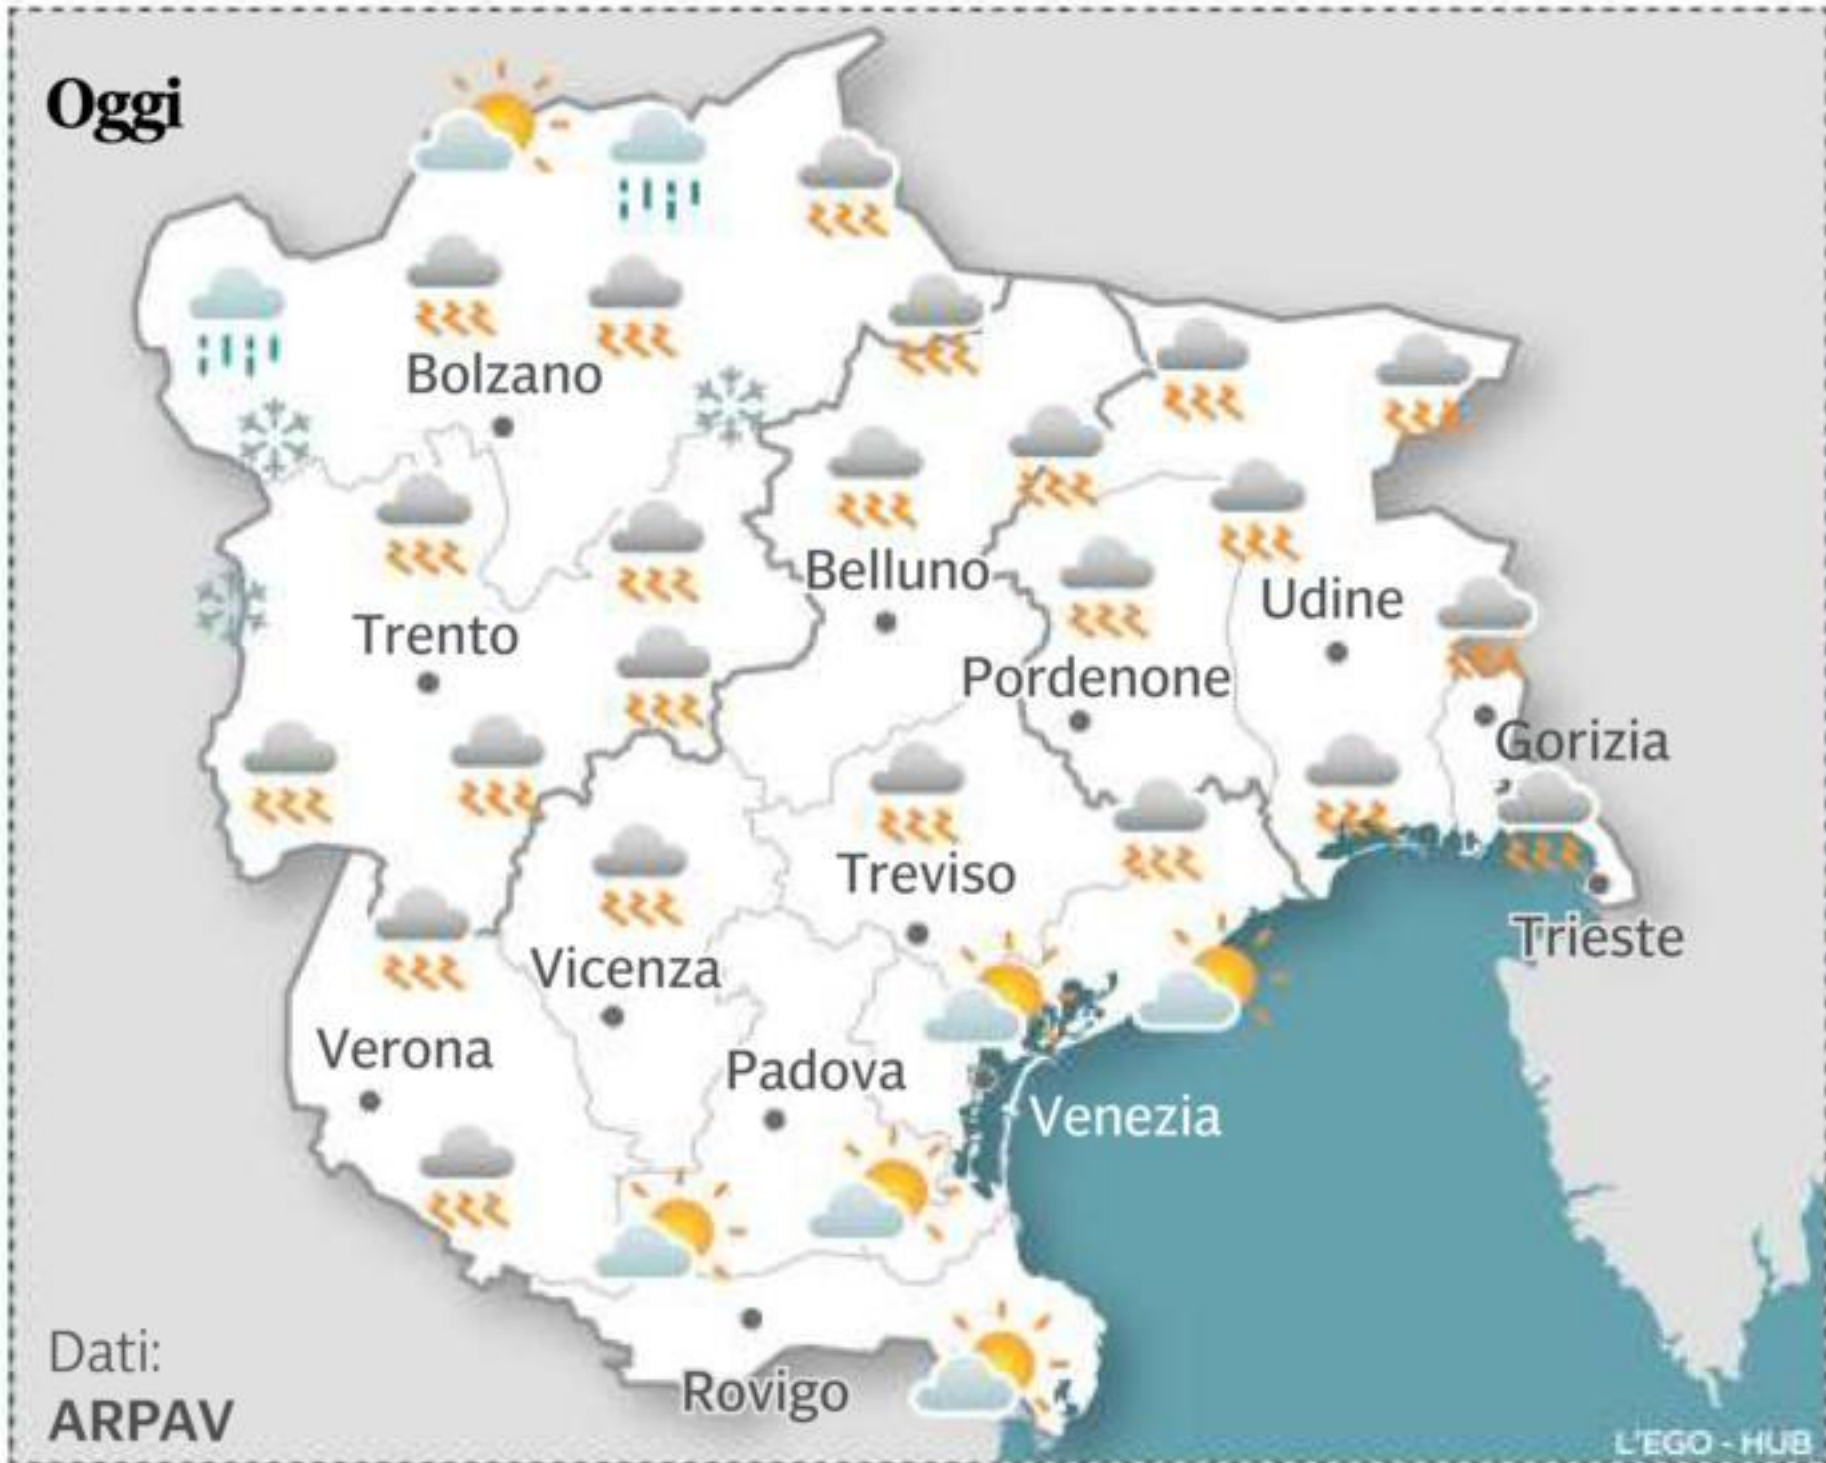 Oggi
Bolzano
Belluno
Udine
Trento
Pordenone
Gorizia
Treviso
Trieste
Vicenza
Verona
Padova
Venezia
Dati:
ARPAV
Rovigo
L'EGO - HUB